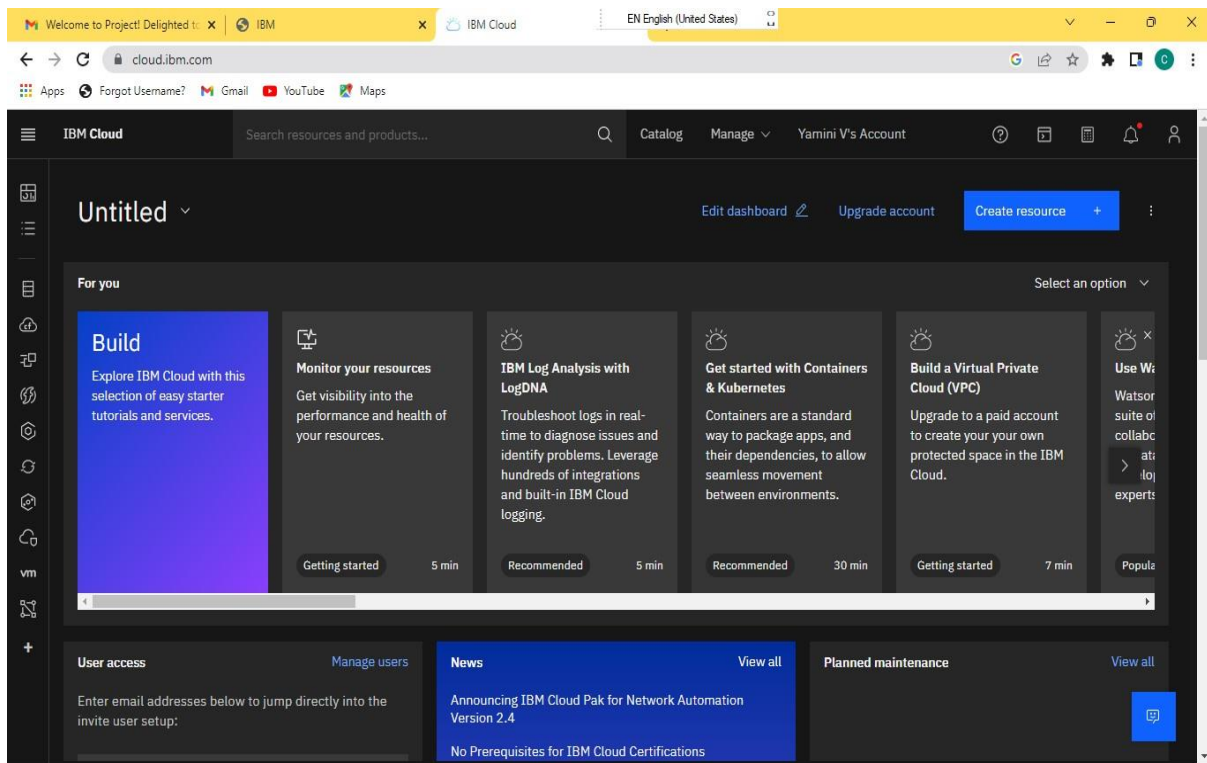 Welcome to Project! Delighted to
IBM
IBM Cloud
EN English (United States)
cloud.ibm.com
Apps
Forgot Username?
Gmail
YouTube
Maps
IBM Cloud
Search resources and products...
Catalog
Manage
Yamini V's Account
Untitled
Edit dashboard
Upgrade account
Create resource +
For you
Select an option
Build
Explore IBM Cloud with this
selection of easy starter
tutorials and services.
Monitor your resources
Get visibility into the
performance and health of
your resources.
Getting started
5 min
IBM Log Analysis with
LogDNA
Troubleshoot logs in real-
time to diagnose issues and
identify problems. Leverage
hundreds of integrations
and built-in IBM Cloud
logging.
Recommended
5 min
Get started with Containers
& Kubernetes
Containers are a standard
way to package apps, and
their dependencies, to allow
seamless movement
between environments.
Recommended
30 min
Build a Virtual Private
Cloud (VPC)
Upgrade to a paid account
to create your your own
protected space in the IBM
Cloud.
Getting started
7 min
Use Wa
Watson
suite of
collabo
experts
Popula
vm
User access
Manage users
Enter email addresses below to jump directly into the
invite user setup:
News
View all
Announcing IBM Cloud Pak for Network Automation
Version 2.4
No Prerequisites for IBM Cloud Certifications
Planned maintenance
View all